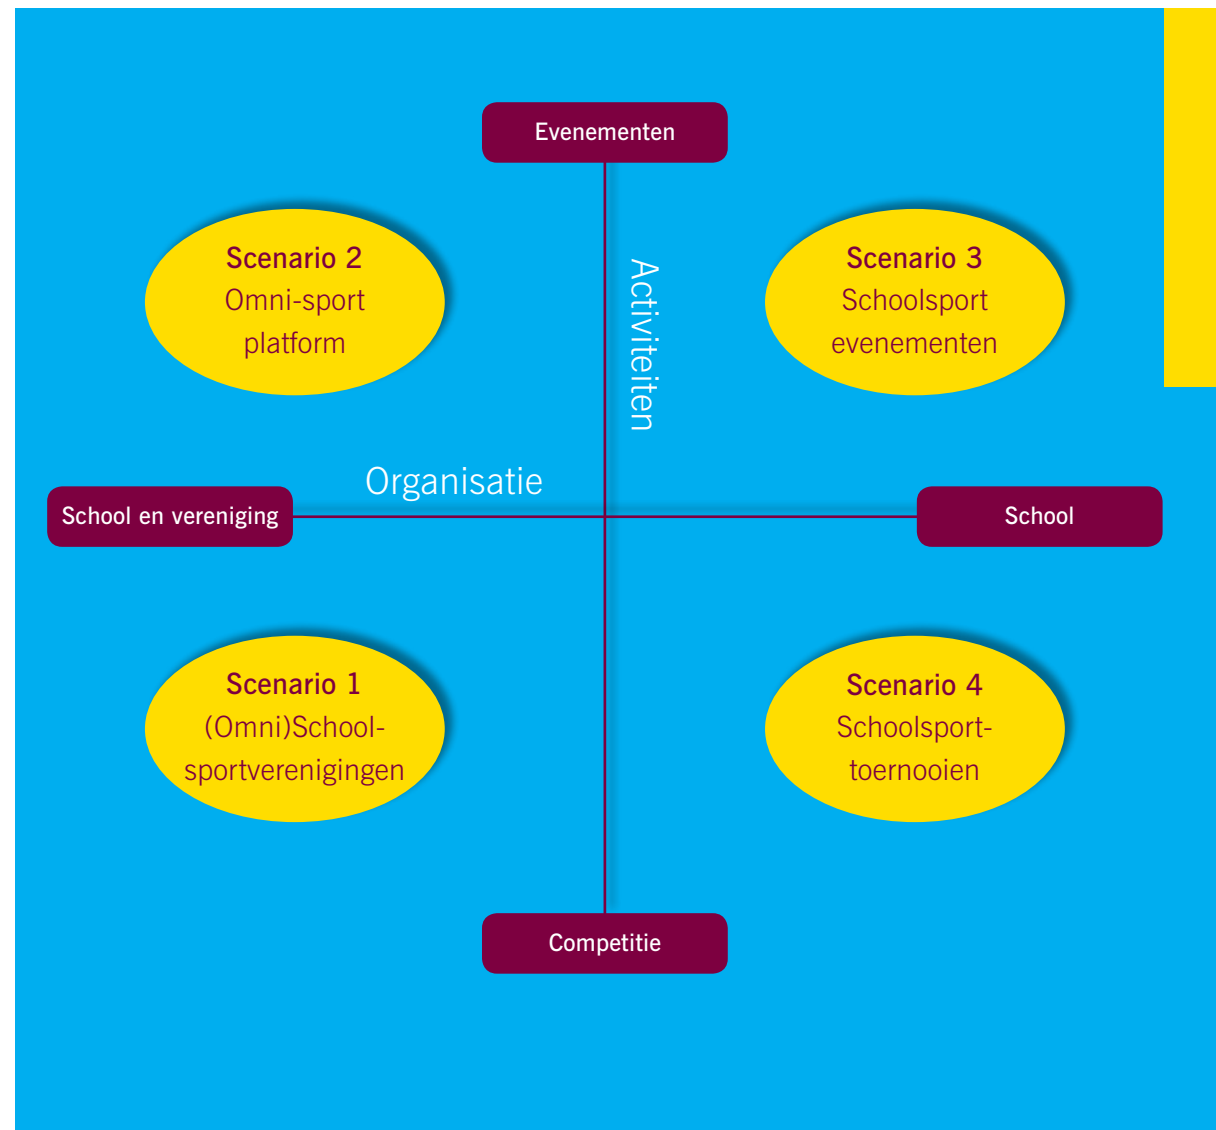 Evenementen
Scenario 2
Omni-sport
platform
Activiteiten
Scenario 3
Schoolsport
evenementen
Organisatie
School en vereniging
School
Scenario 1
(Omni)School-
sportverenigingen
Scenario 4
Schoolsport-
toernooien
Competitie